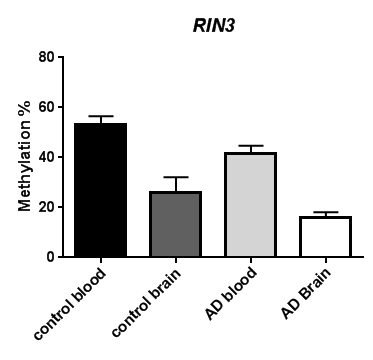 RIN3
Methylation %
80
60
40
20
0
control blood
control brain
AD blood
AD Brain